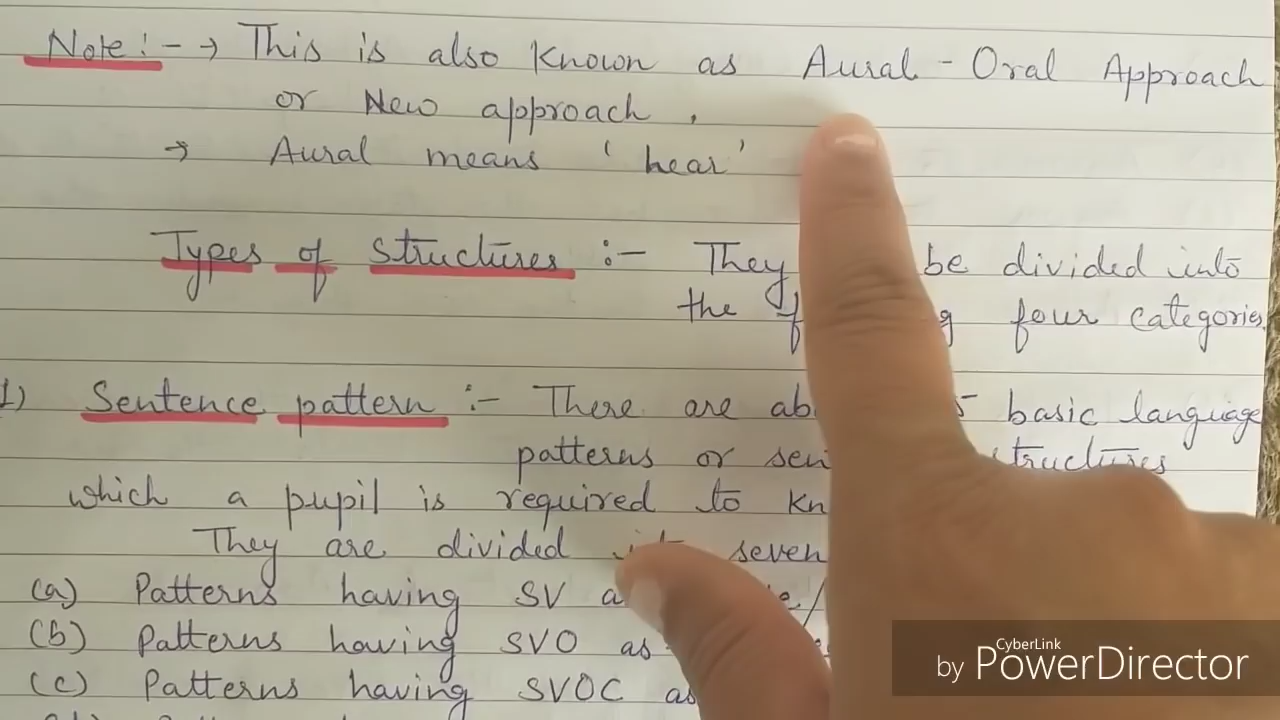 Note :- → This is also known as Aural - Oral Approach
or New approach.
→ Aural means 'hear'
Types of structures :- They be divided into
the four categories
1) Sentence pattern :- There are basic language
patterns or structures
which a pupil is required to
They are divided seven
(a) Patterns having SV
(b) Patterns having SVO as
(c) Patterns having SVOC as
CyberLink
by PowerDirector